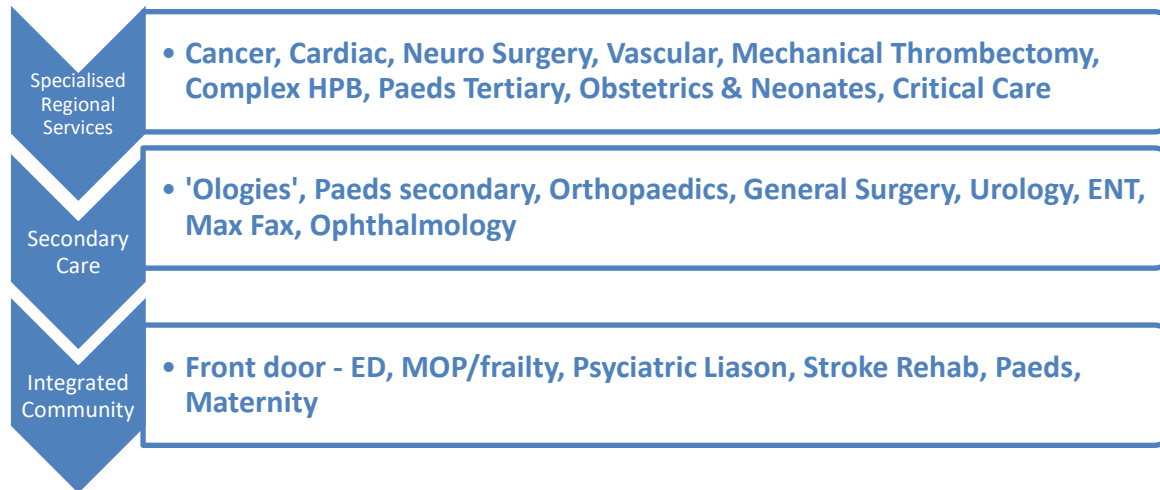 Specialised
Regional
Services
• Cancer, Cardiac, Neuro Surgery, Vascular, Mechanical Thrombectomy,
Complex HPB, Paeds Tertiary, Obstetrics & Neonates, Critical Care
Secondary
Care
• 'Ologies', Paeds secondary, Orthopaedics, General Surgery, Urology, ENT,
Max Fax, Ophthalmology
Integrated
Community
• Front door - ED, MOP/frailty, Psyciatric Liason, Stroke Rehab, Paeds,
Maternity